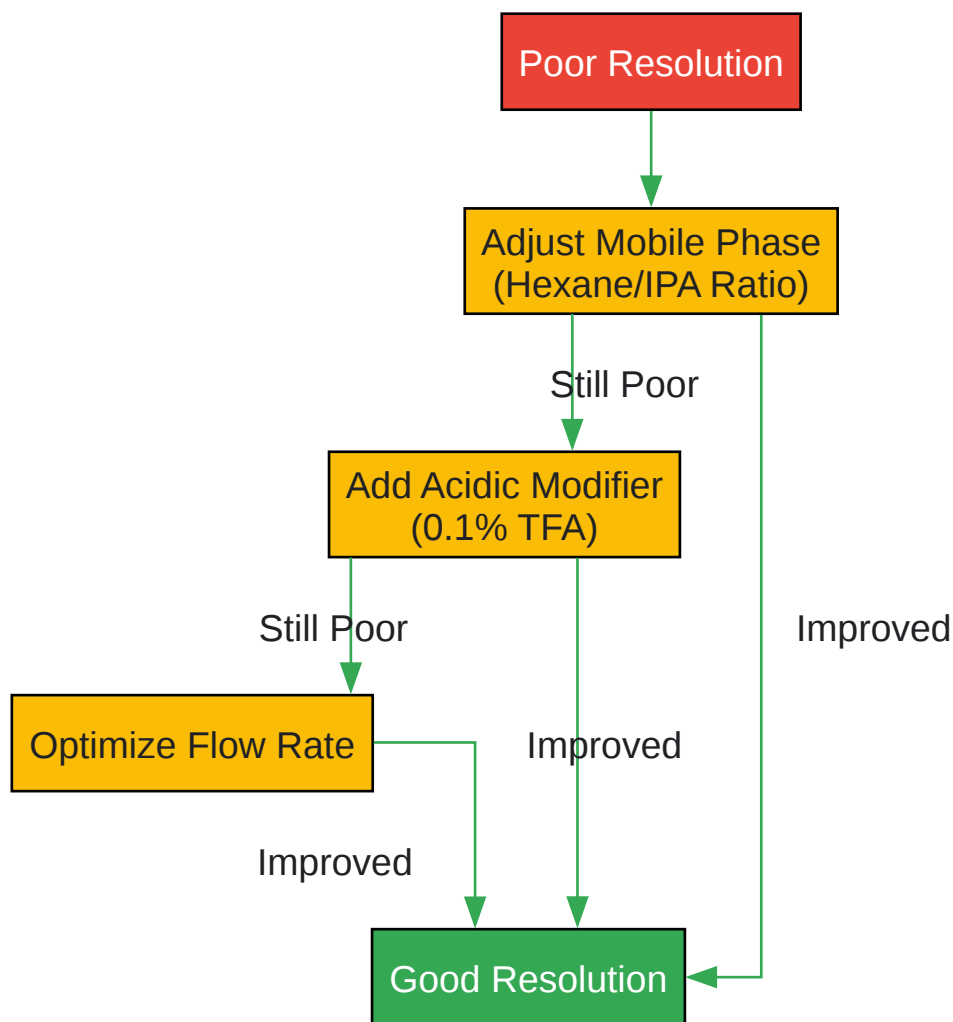 Poor Resolution
Adjust Mobile Phase
(Hexane/IPA Ratio)
Still Poor
Add Acidic Modifier
(0.1% TFA)
Still Poor
Improved
Optimize Flow Rate
Improved
Improved
Good Resolution